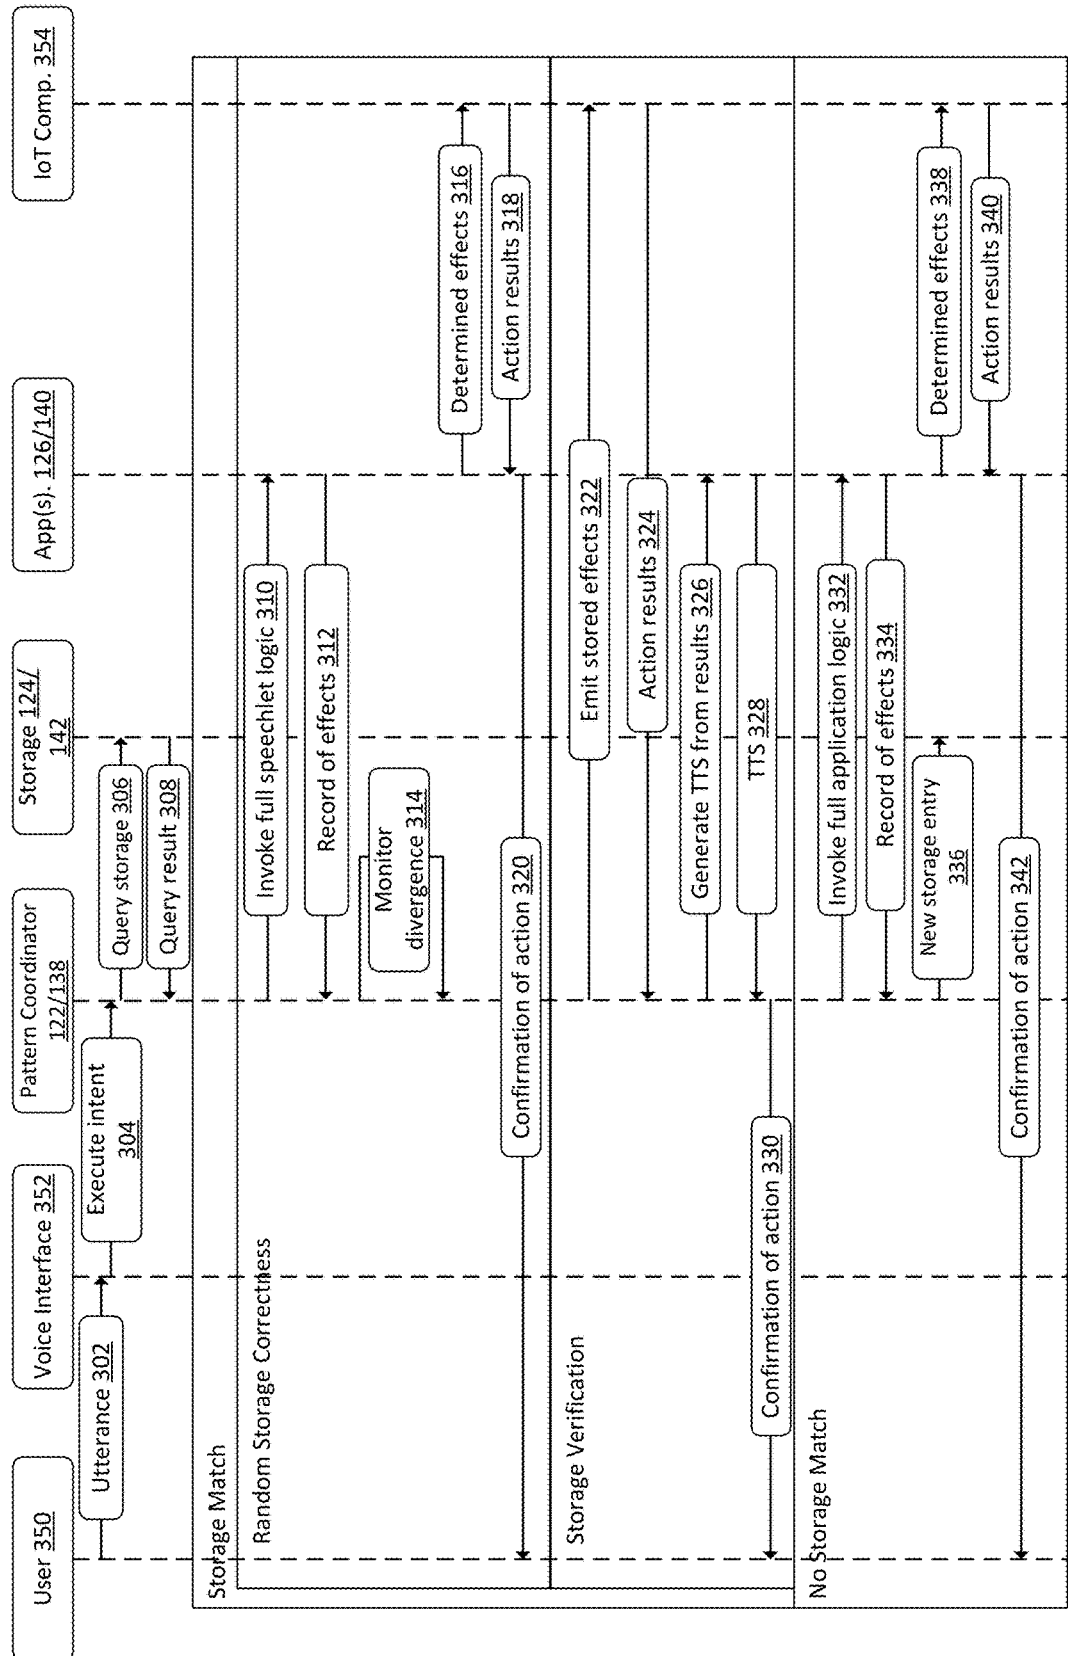 User 350
Voice Interface 352
Pattern Coordinator
122/138
Storage 124/
142
App(s). 126/140
IoT Comp. 354
Utterance 302
Execute intent
304
Query storage 306
Query result 308
Storage Match
Random Storage Correctness
Invoke full speechlet logic 310
Record of effects 312
Monitor
divergence 314
Determined effects 316
Action results 318
Confirmation of action 320
Storage Verification
Emit stored effects 322
Action results 324
Generate TTS from results 326
TTS 328
Confirmation of action 330
No Storage Match
Invoke full application logic 332
Record of effects 334
New storage entry
336
Determined effects 338
Action results 340
Confirmation of action 342